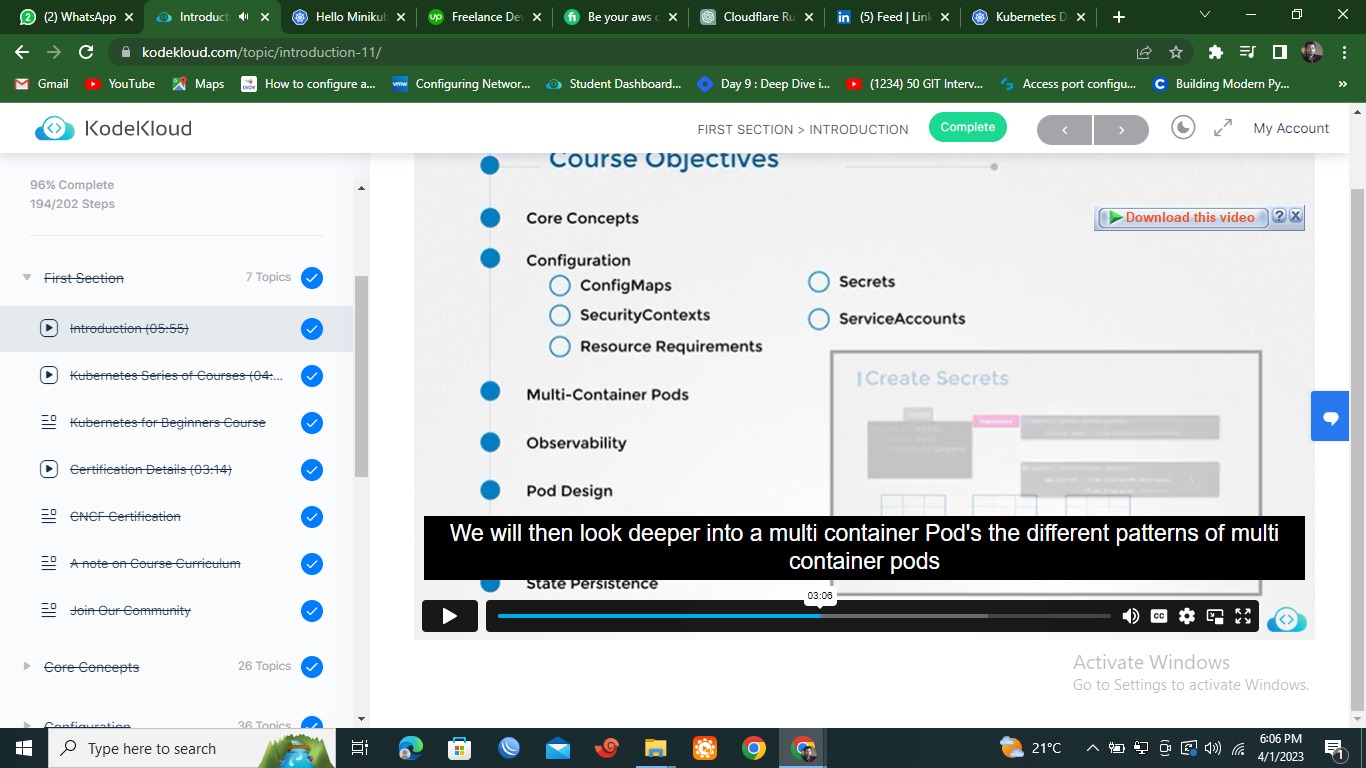 (2) WhatsApp
Introduct
Hello Minikub
Freelance Dev
Be your aws c
Cloudflare Ru
(5) Feed | Link
Kubernetes D
kodekloud.com/topic/introduction-11/
Gmail
YouTube
Maps
How to configure a...
Configuring Networ...
Student Dashboard...
Day 9 : Deep Dive i...
(1234) 50 GIT Interv...
Access port configu...
Building Modern Py...
KodeKloud
FIRST SECTION > INTRODUCTION
Complete
My Account
96% Complete
194/202 Steps
First Section
7 Topics
Introduction (05:55)
Kubernetes Series of Courses (04:...
Kubernetes for Beginners Course
Certification Details (03:14)
CNCF Certification
A note on Course Curriculum
Join Our Community
Core Concepts
26 Topics
Configuration
36 Topics
Course Objectives
Core Concepts
Download this video
Configuration
ConfigMaps
Secrets
SecurityContexts
ServiceAccounts
Resource Requirements
Create Secrets
Multi-Container Pods
Observability
Pod Design
We will then look deeper into a multi container Pod's the different patterns of multi
container pods
State Persistence
03:06
CC
Activate Windows
Go to Settings to activate Windows.
Type here to search
21°C
6:06 PM
4/1/2023